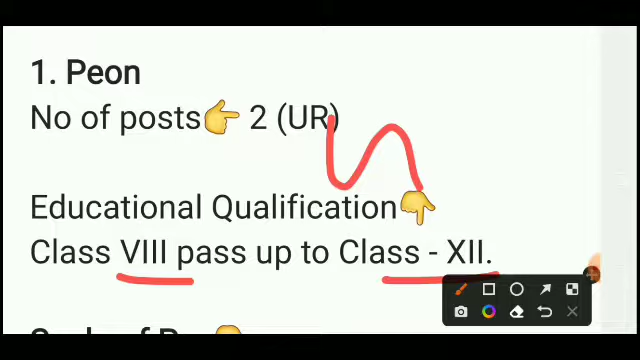 1. Peon
No of posts👉 2 (UR)
Educational Qualification👇
Class VIII pass up to Class - XII.